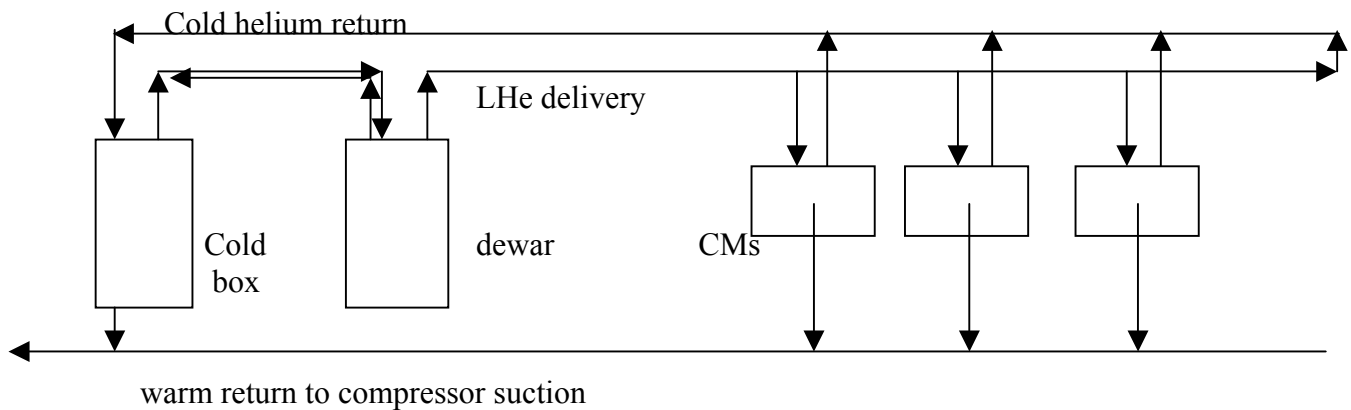 Cold helium return
LHe delivery
Cold
box
dewar
CMs
warm return to compressor suction